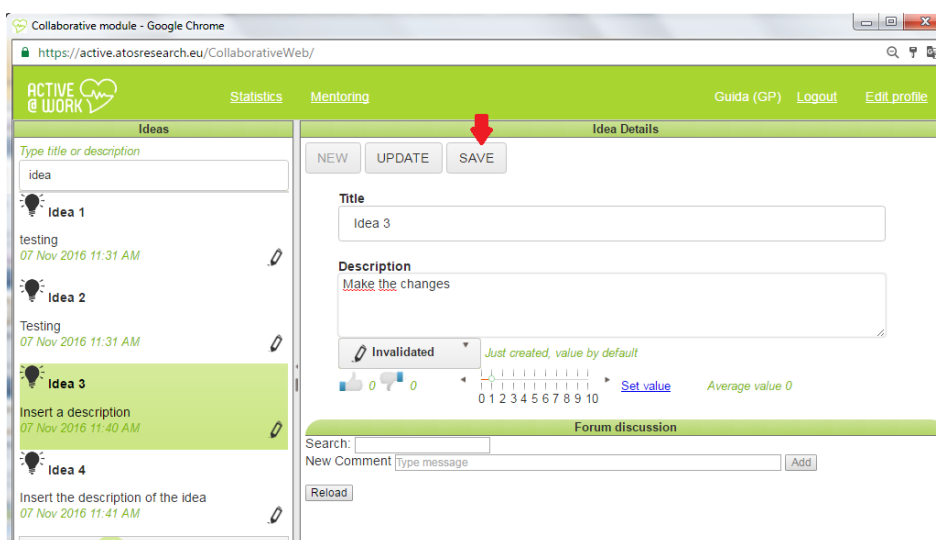 Collaborative module - Google Chrome
https://active.atosresearch.eu/CollaborativeWeb/
ACTIVE
@ WORK
Statistics Mentoring Guida (GP) Logout Edit profile
Ideas
Type title or description
idea
Idea 1
testing
07 Nov 2016 11:31 AM
Idea 2
Testing
07 Nov 2016 11:31 AM
Idea 3
Insert a description
07 Nov 2016 11:40 AM
Idea 4
Insert the description of the idea
07 Nov 2016 11:41 AM
Idea Details
NEW UPDATE SAVE
Title
Idea 3
Description
Make the changes
Invalidated Just created, value by default
0 0 Set value Average value 0
0 1 2 3 4 5 6 7 8 9 10
Forum discussion
Search:
New Comment Type message Add
Reload